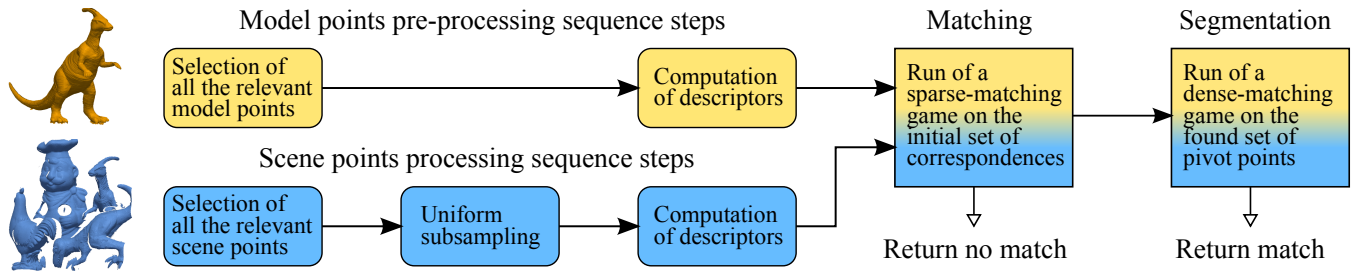 Model points pre-processing sequence steps
Matching
Segmentation
Selection of
all the relevant
model points
Computation
of descriptors
Run of a
sparse-matching
game on the
initial set of
correspondences
Run of a
dense-matching
game on the
found set of
pivot points
Scene points processing sequence steps
Selection of
all the relevant
scene points
Uniform
subsampling
Computation
of descriptors
Return no match
Return match